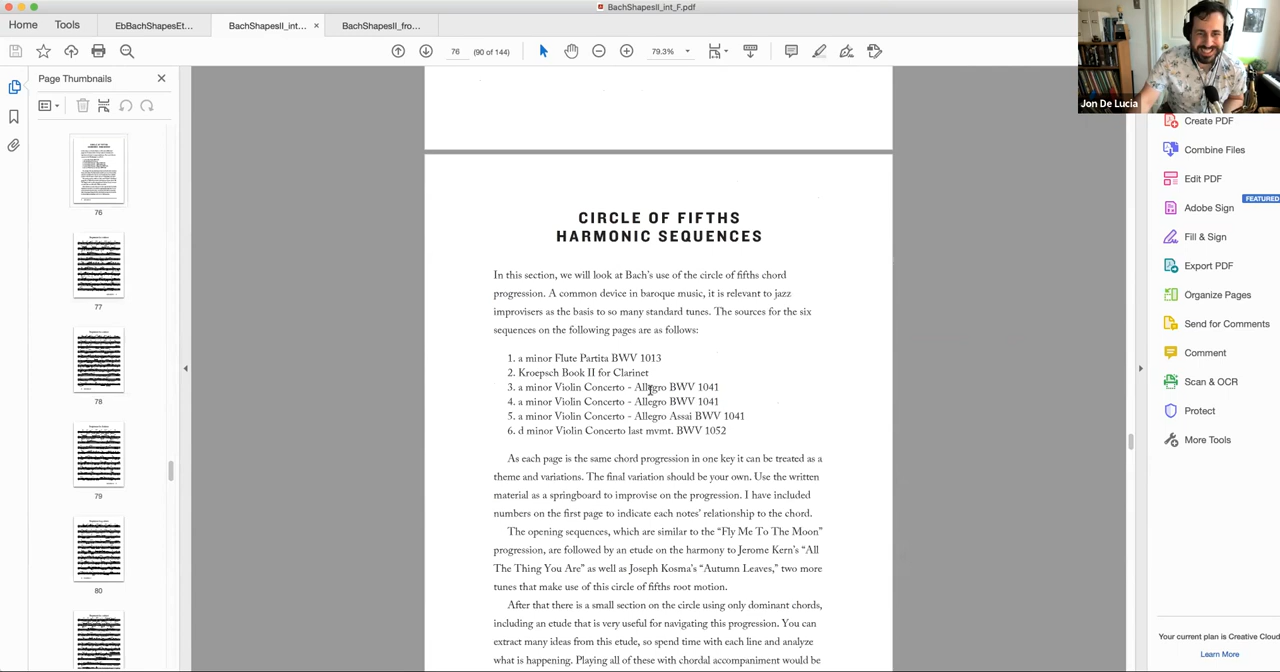 BachShapesII_int_F.pdf
Home
Tools
EbBachShapesEt...
BachShapesII_int...
BachShapesII_fro...
76
(90 of 144)
79.3%
Page Thumbnails
76
77
78
79
80
Jon De Lucia
Create PDF
Combine Files
Edit PDF
FEATURED
Adobe Sign
Fill & Sign
Export PDF
Organize Pages
Send for Comments
Comment
Scan & OCR
Protect
More Tools
Your current plan is Creative Cloud
Learn More
CIRCLE OF FIFTHS
HARMONIC SEQUENCES
In this section, we will look at Bach's use of the circle of fifths chord
progression. A common device in baroque music, it is relevant to jazz
improvisers as the basis to so many standard tunes. The sources for the six
sequences on the following pages are as follows:
1. a minor Flute Partita BWV 1013
2. Kroepsch Book II for Clarinet
3. a minor Violin Concerto - Allegro BWV 1041
4. a minor Violin Concerto - Allegro BWV 1041
5. a minor Violin Concerto - Allegro Assai BWV 1041
6. d minor Violin Concerto last mvmt. BWV 1052
As each page is the same chord progression in one key it can be treated as a
theme and variations. The final variation should be your own. Use the written
material as a springboard to improvise on the progression. I have included
numbers on the first page to indicate each notes' relationship to the chord.
The opening sequences, which are similar to the "Fly Me To The Moon"
progression, are followed by an etude on the harmony to Jerome Kern's "All
The Things You Are" as well as Joseph Kosma's "Autumn Leaves," two more
tunes that make use of this circle of fifths root motion.
After that there is a small section on the circle using only dominant chords,
including an etude that is very useful for navigating this progression. You can
extract many ideas from this etude, so spend time with each line and analyze
what is happening. Playing all of these with chordal accompaniment would be